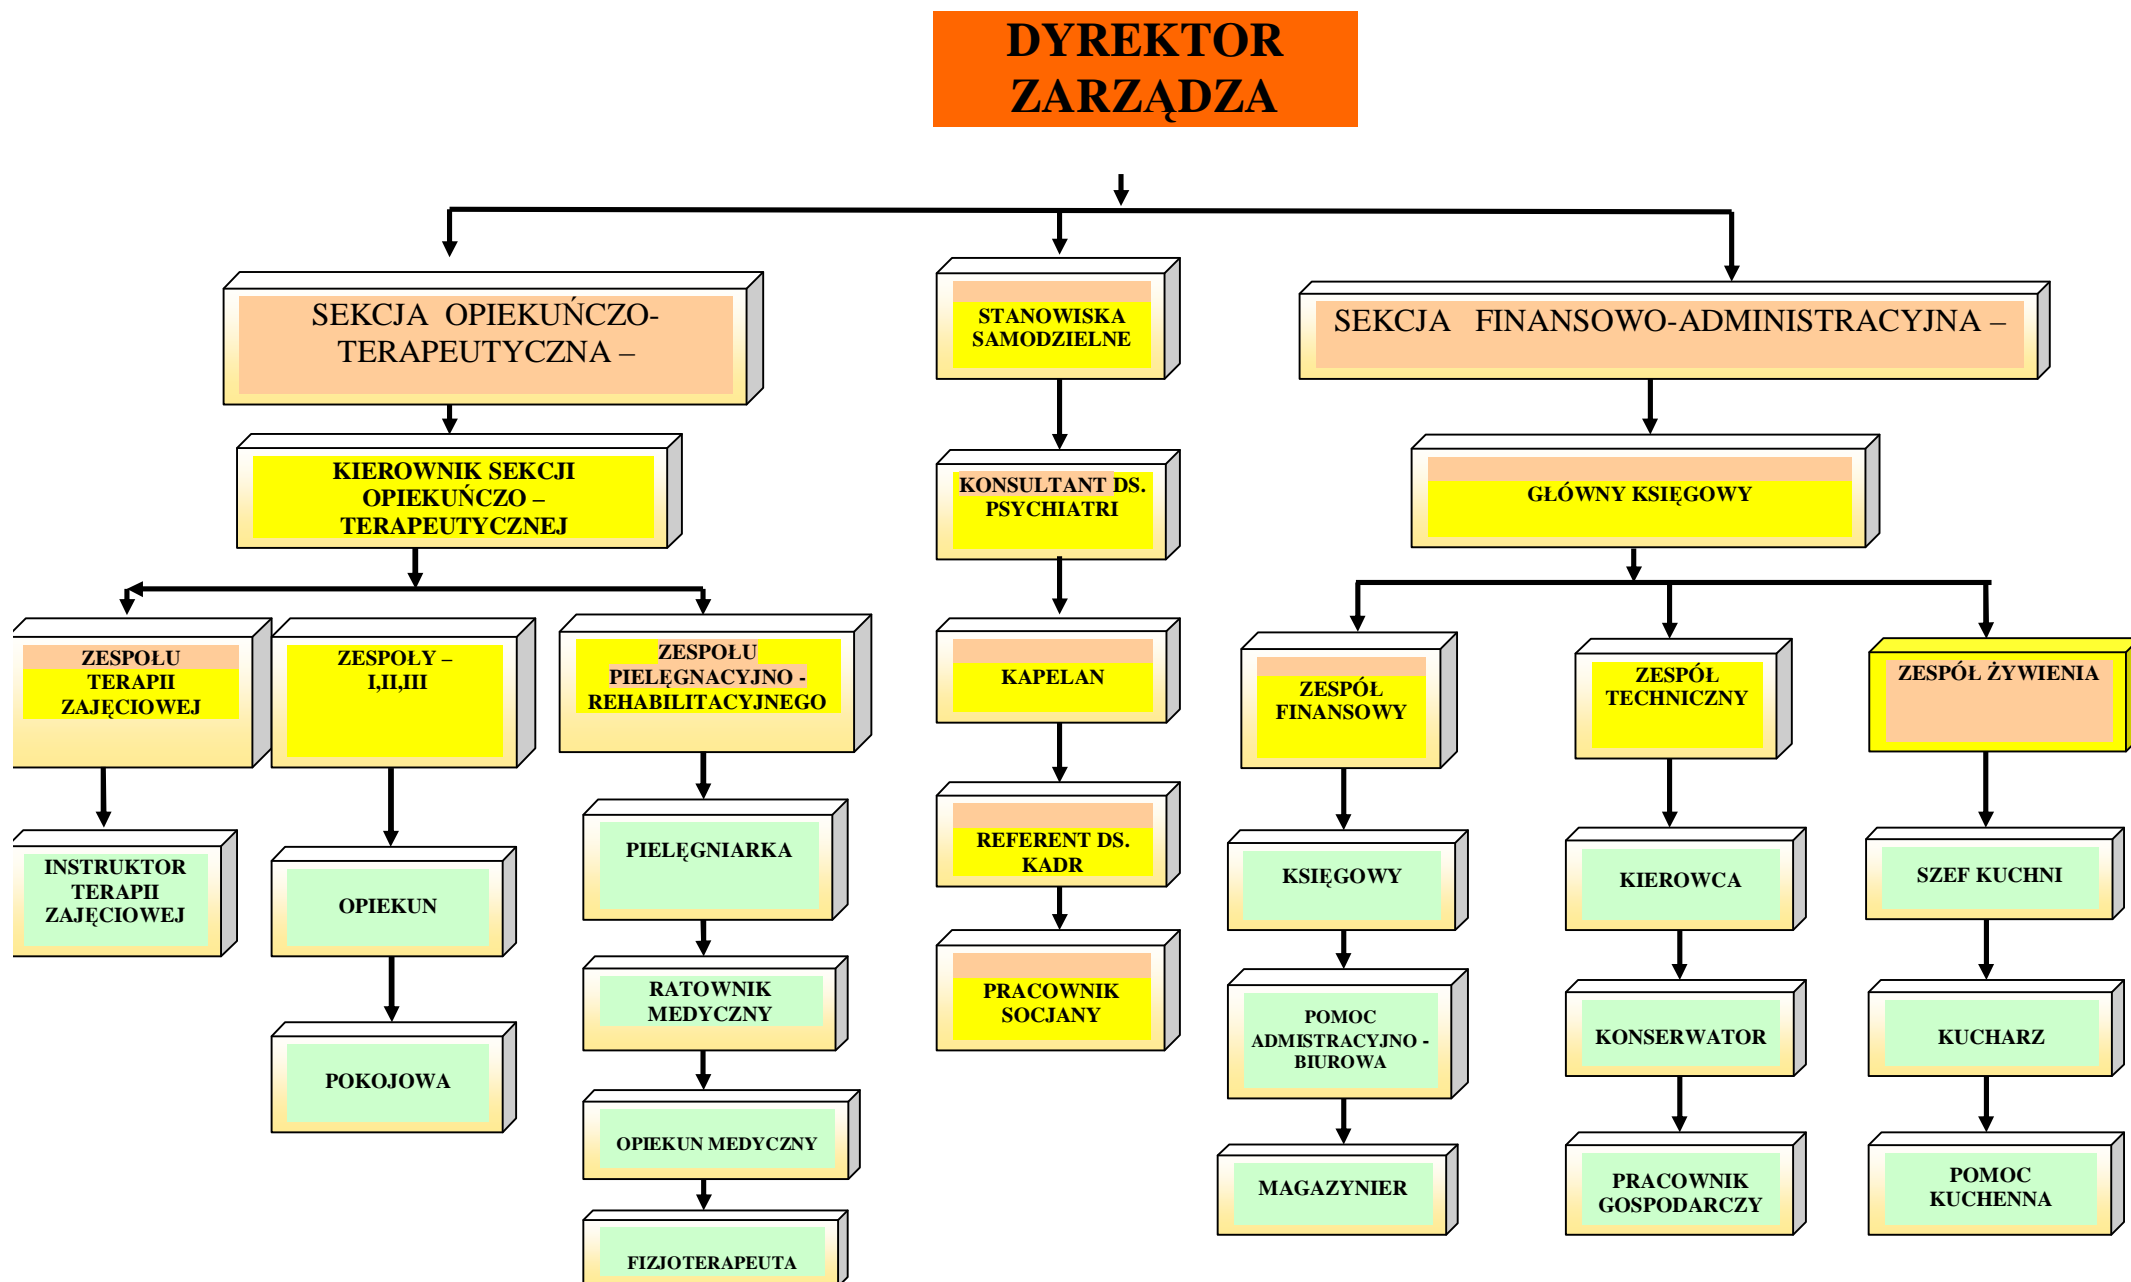 DYREKTOR
ZARZĄDZA
SEKCJA OPIEKUŃCZO-
TERAPEUTYCZNA –
STANOWISKA
SAMODZIELNE
SEKCJA FINANSOWO-ADMINISTRACYJNA –
KIEROWNIK SEKCJI
OPIEKUŃCZO –
TERAPEUTYCZNEJ
KONSULTANT DS.
PSYCHIATRI
GŁÓWNY KSIĘGOWY
ZESPOŁU
TERAPII
ZAJĘCIOWEJ
ZESPOŁY –
I,II,III
ZESPOŁU
PIELĘGNACYJNO -
REHABILITACYJNEGO
KAPELAN
ZESPÓŁ
FINANSOWY
ZESPÓŁ
TECHNICZNY
ZESPÓŁ ŻYWIENIA
INSTRUKTOR
TERAPII
ZAJĘCIOWEJ
OPIEKUN
PIELĘGNIARKA
REFERENT DS.
KADR
KSIĘGOWY
KIEROWCA
SZEF KUCHNI
POKOJOWA
RATOWNIK
MEDYCZNY
PRACOWNIK
SOCJANY
POMOC
ADMISTRACYJNO -
BIUROWA
KONSERWATOR
KUCHARZ
OPIEKUN MEDYCZNY
MAGAZYNIER
PRACOWNIK
GOSPODARCZY
POMOC
KUCHENNA
FIZJOTERAPEUTA